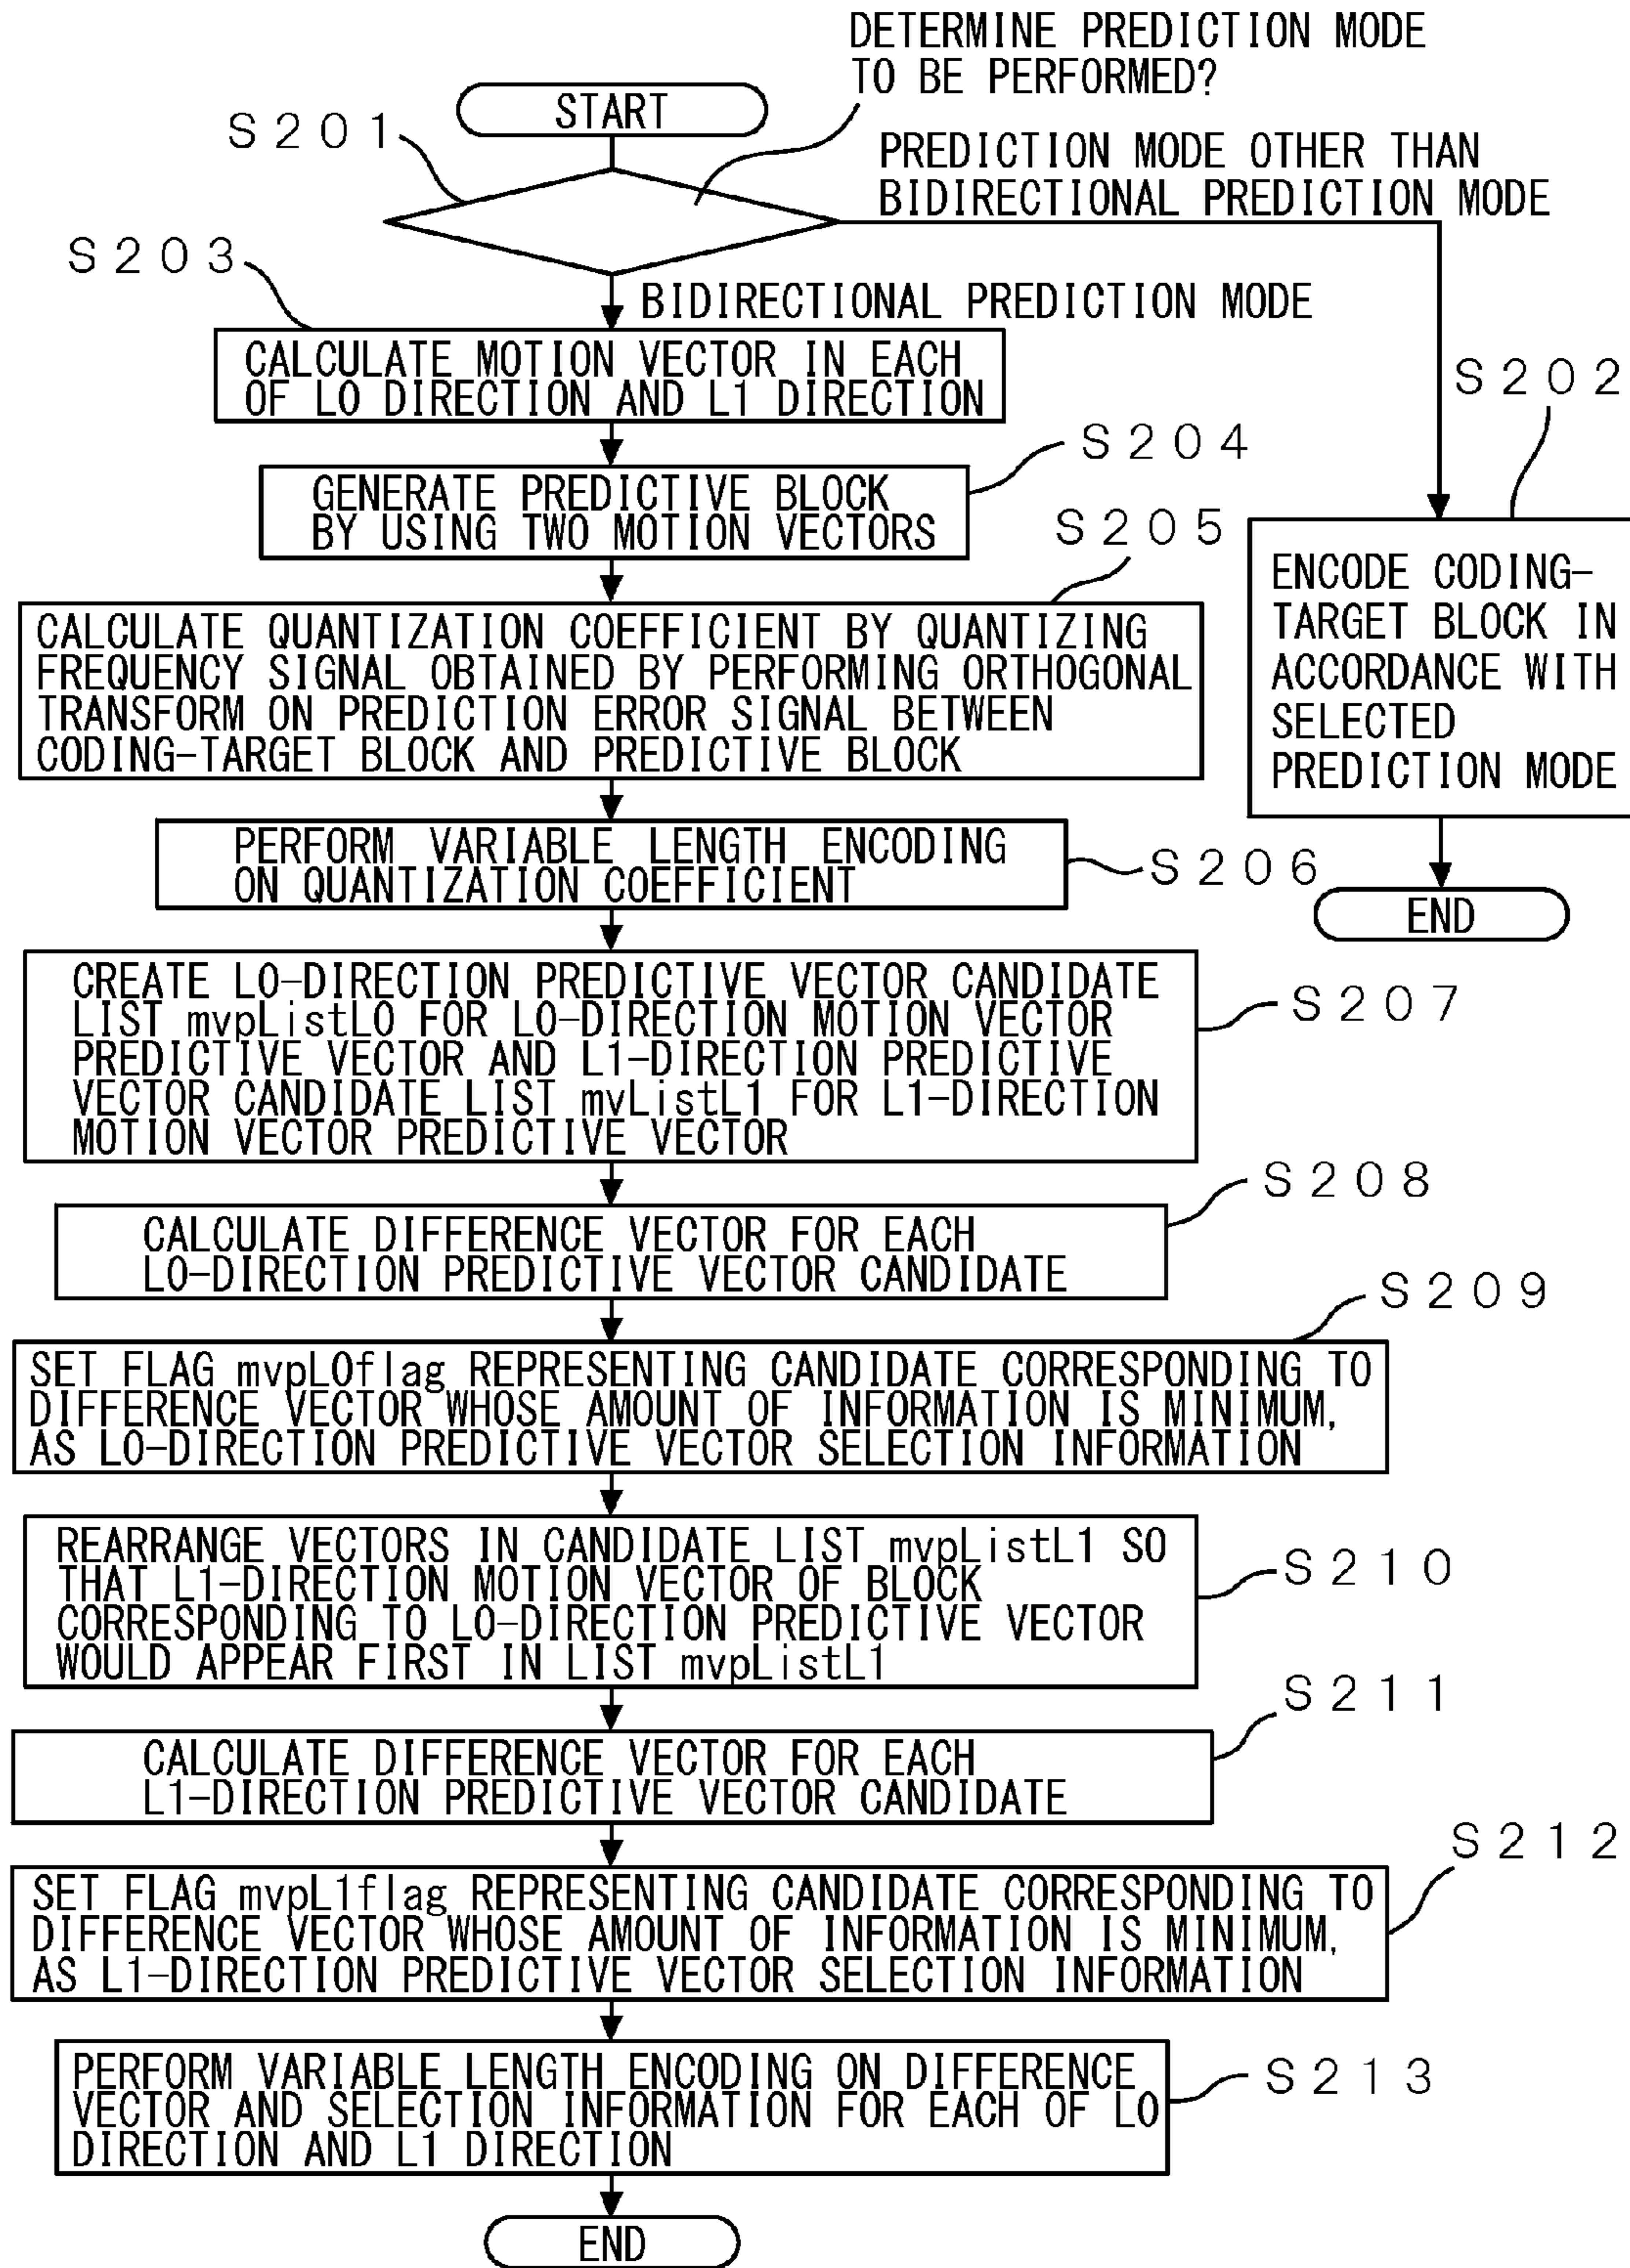 DETERMINE PREDICTION MODE
TO BE PERFORMED?
START
S201
PREDICTION MODE OTHER THAN
BIDIRECTIONAL PREDICTION MODE
S203
BIDIRECTIONAL PREDICTION MODE
CALCULATE MOTION VECTOR IN EACH
OF L0 DIRECTION AND L1 DIRECTION
S202
S204
GENERATE PREDICTIVE BLOCK
BY USING TWO MOTION VECTORS
S205
ENCODE CODING-
TARGET BLOCK IN
ACCORDANCE WITH
SELECTED
PREDICTION MODE
CALCULATE QUANTIZATION COEFFICIENT BY QUANTIZING
FREQUENCY SIGNAL OBTAINED BY PERFORMING ORTHOGONAL
TRANSFORM ON PREDICTION ERROR SIGNAL BETWEEN
CODING-TARGET BLOCK AND PREDICTIVE BLOCK
PERFORM VARIABLE LENGTH ENCODING
ON QUANTIZATION COEFFICIENT
S206
END
CREATE L0-DIRECTION PREDICTIVE VECTOR CANDIDATE
LIST mvpListL0 FOR L0-DIRECTION MOTION VECTOR
PREDICTIVE VECTOR AND L1-DIRECTION PREDICTIVE
VECTOR CANDIDATE LIST mvListL1 FOR L1-DIRECTION
MOTION VECTOR PREDICTIVE VECTOR
S207
S208
CALCULATE DIFFERENCE VECTOR FOR EACH
L0-DIRECTION PREDICTIVE VECTOR CANDIDATE
S209
SET FLAG mvpL0flag REPRESENTING CANDIDATE CORRESPONDING TO
DIFFERENCE VECTOR WHOSE AMOUNT OF INFORMATION IS MINIMUM,
AS L0-DIRECTION PREDICTIVE VECTOR SELECTION INFORMATION
REARRANGE VECTORS IN CANDIDATE LIST mvpListL1 SO
THAT L1-DIRECTION MOTION VECTOR OF BLOCK
CORRESPONDING TO L0-DIRECTION PREDICTIVE VECTOR
WOULD APPEAR FIRST IN LIST mvpListL1
S210
S211
CALCULATE DIFFERENCE VECTOR FOR EACH
L1-DIRECTION PREDICTIVE VECTOR CANDIDATE
S212
SET FLAG mvpL1flag REPRESENTING CANDIDATE CORRESPONDING TO
DIFFERENCE VECTOR WHOSE AMOUNT OF INFORMATION IS MINIMUM,
AS L1-DIRECTION PREDICTIVE VECTOR SELECTION INFORMATION
PERFORM VARIABLE LENGTH ENCODING ON DIFFERENCE
VECTOR AND SELECTION INFORMATION FOR EACH OF L0
DIRECTION AND L1 DIRECTION
S213
END